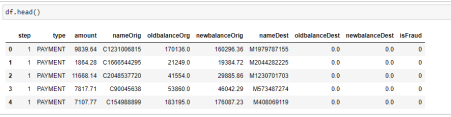 df.head()
step type amount nameOrig oldbalanceOrg newbalanceOrig nameDest oldbalanceDest newbalanceDest isFraud
0 1 PAYMENT 9839.64 C1231006815 170136.0 160296.36 M1979787155 0.0 0.0 0
1 1 PAYMENT 1864.28 C1666544295 21249.0 19384.72 M2044282225 0.0 0.0 0
2 1 PAYMENT 11668.14 C2048537720 41554.0 29885.86 M1230701703 0.0 0.0 0
3 1 PAYMENT 7817.71 C90045638 53860.0 46042.29 M573487274 0.0 0.0 0
4 1 PAYMENT 7107.77 C154988899 183195.0 176087.23 M408069119 0.0 0.0 0